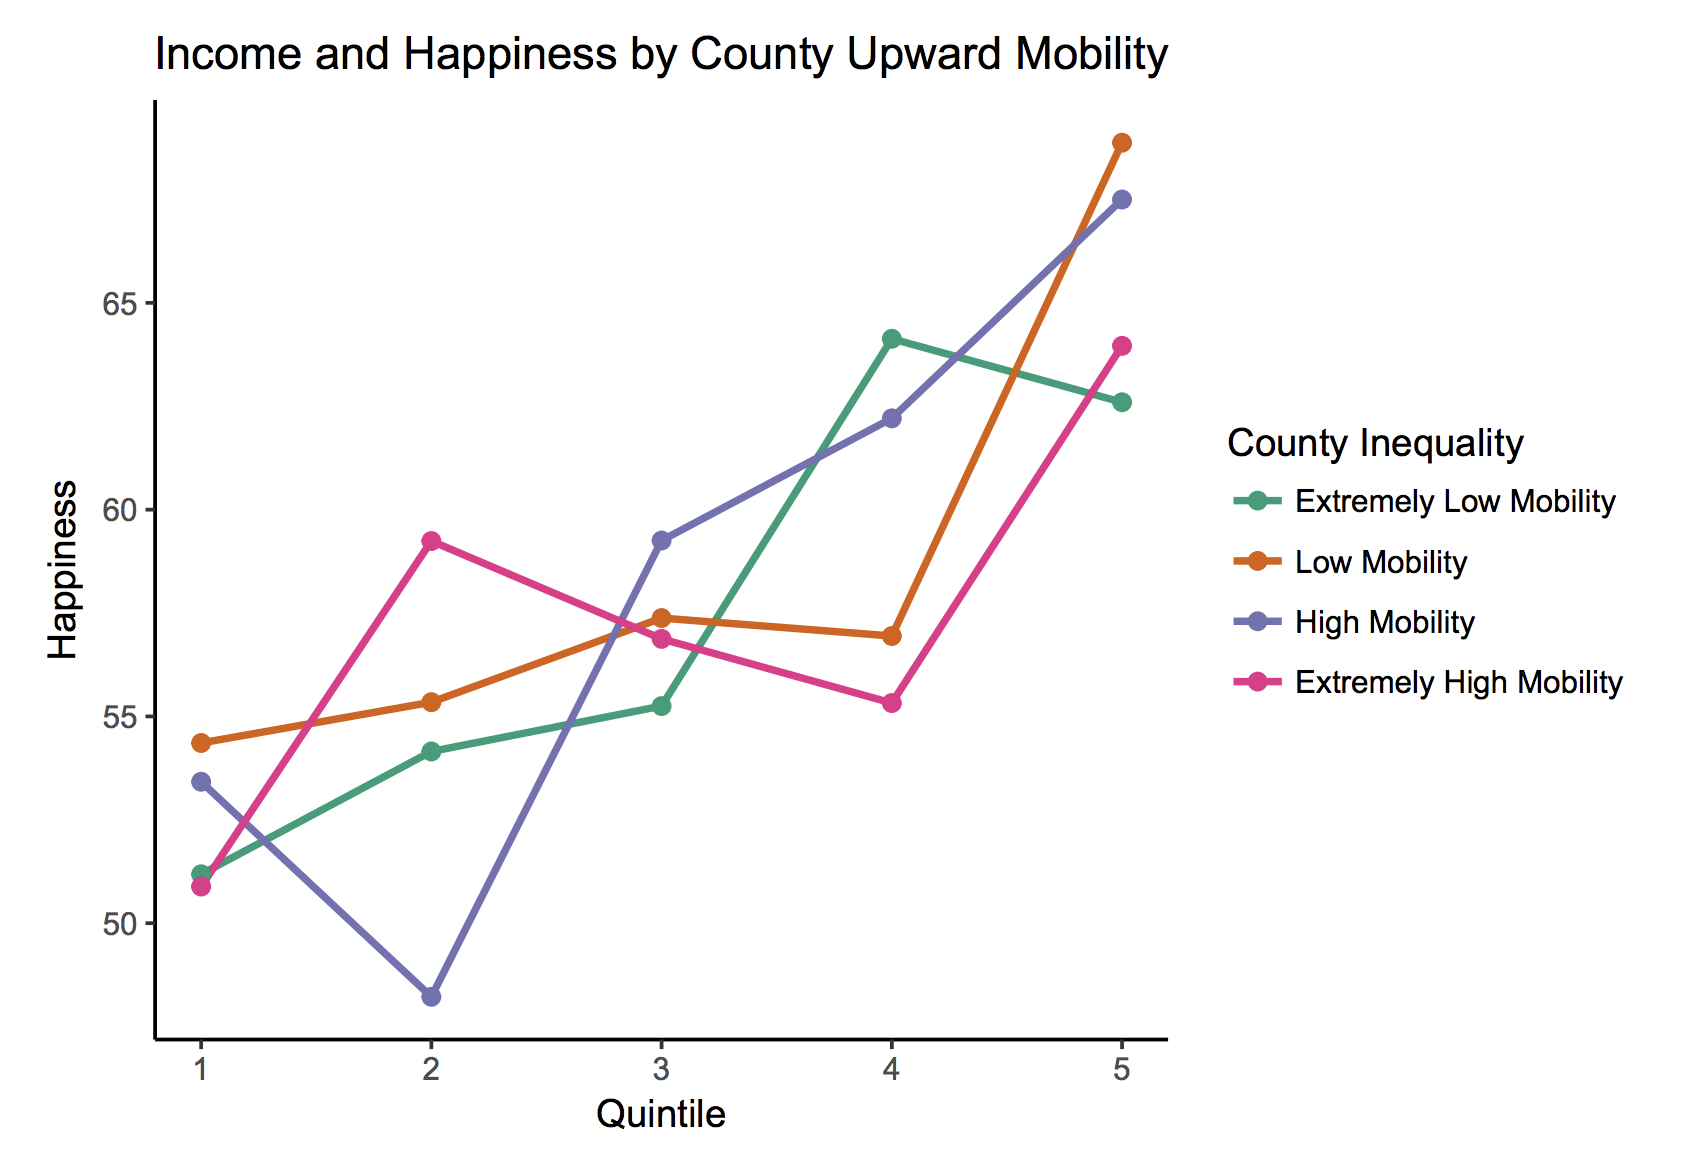 Income and Happiness by County Upward Mobility
Happiness
65
60
55
50
1 2 3 4 5
Quintile
County Inequality
Extremely Low Mobility
Low Mobility
High Mobility
Extremely High Mobility